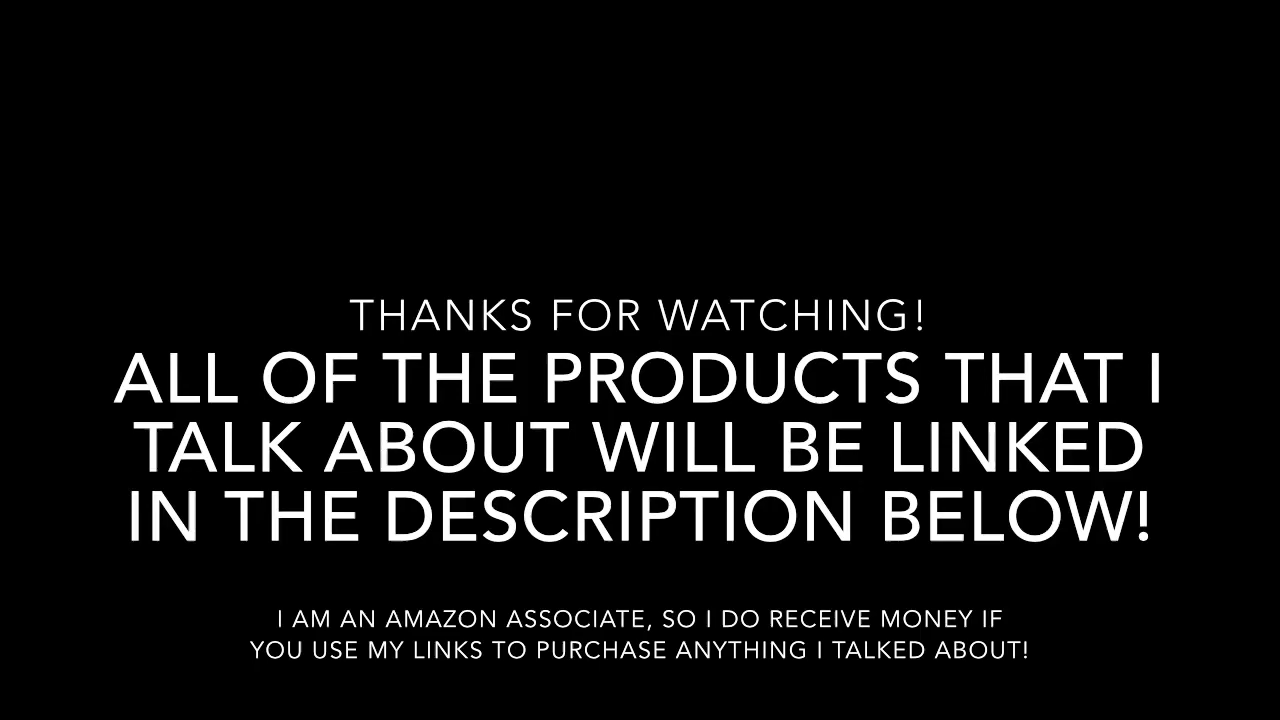 THANKS FOR WATCHING!
ALL OF THE PRODUCTS THAT I
TALK ABOUT WILL BE LINKED
IN THE DESCRIPTION BELOW!
I AM AN AMAZON ASSOCIATE, SO I DO RECEIVE MONEY IF
YOU USE MY LINKS TO PURCHASE ANYTHING I TALKED ABOUT!